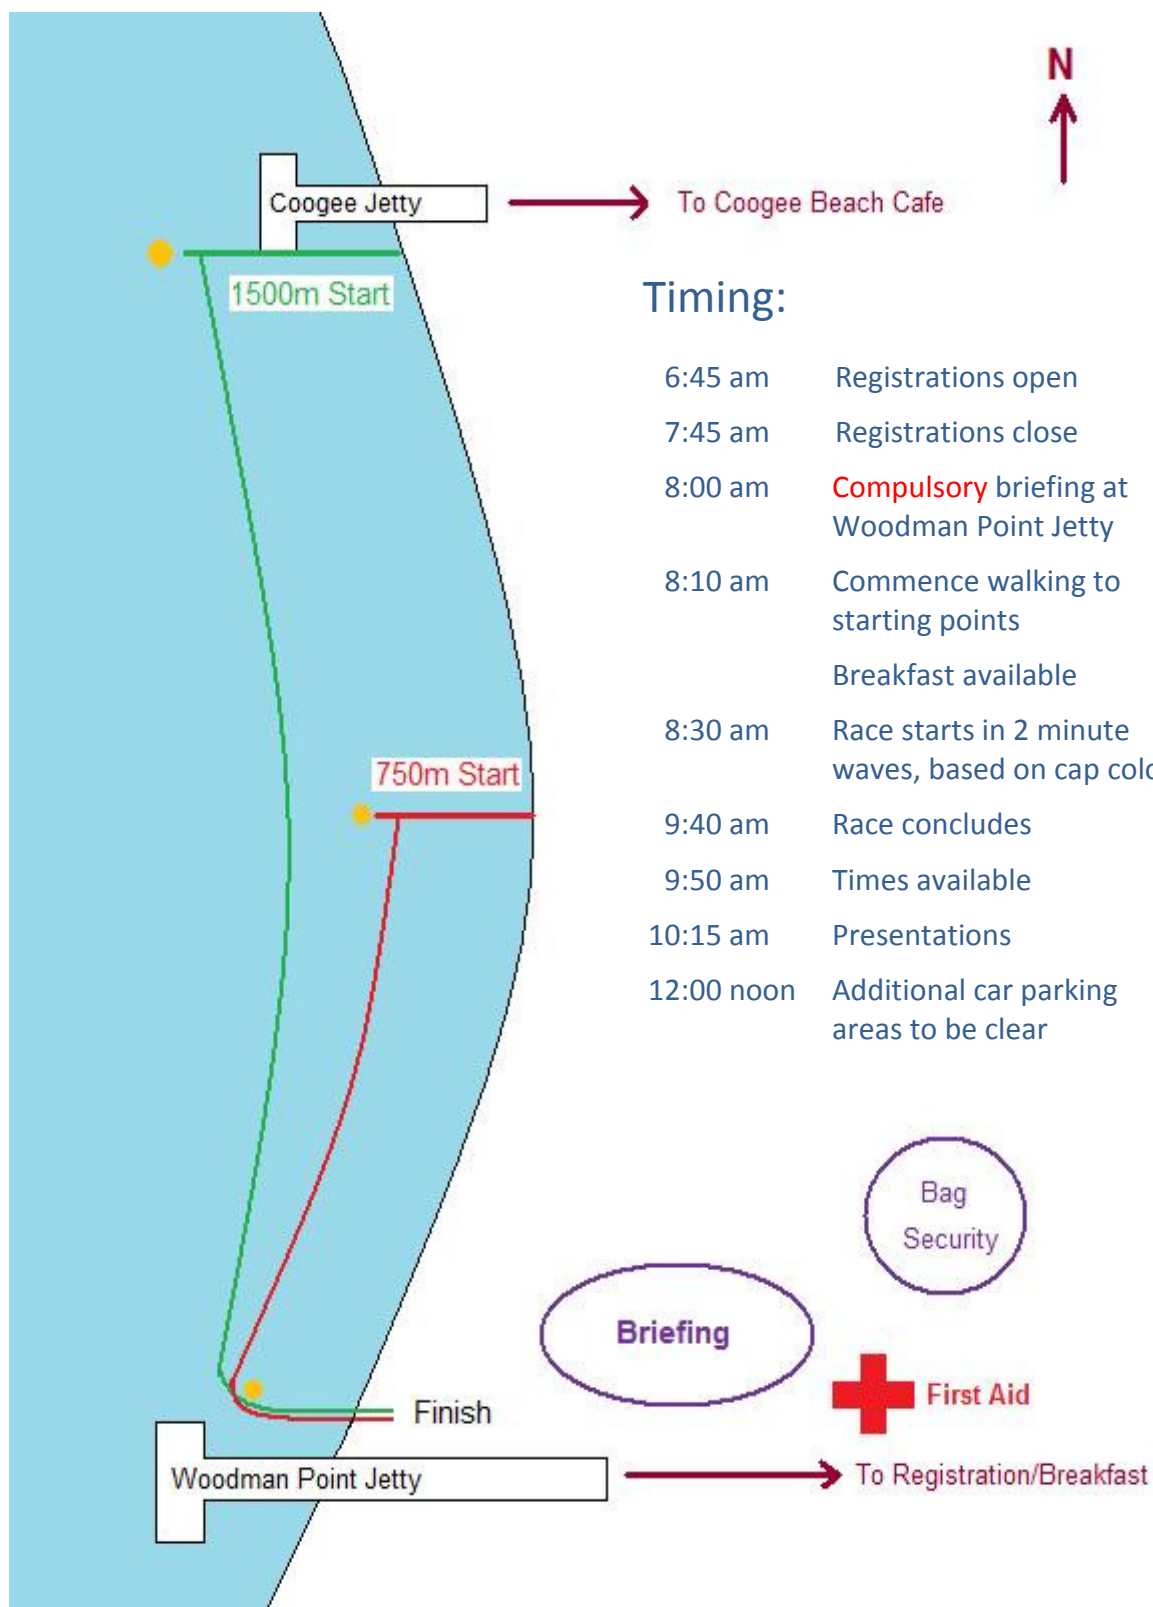 N
Coogee Jetty
To Coogee Beach Cafe
1500m Start
Timing:
6:45 am Registrations open
7:45 am Registrations close
8:00 am Compulsory briefing at
Woodman Point Jetty
8:10 am Commence walking to
starting points
Breakfast available
750m Start
8:30 am Race starts in 2 minute
waves, based on cap
9:40 am Race concludes
9:50 am Times available
10:15 am Presentations
12:00 noon Additional car parking
areas to be clear
Bag
Security
Briefing
First Aid
Finish
Woodman Point Jetty
To Registration/Breakfast